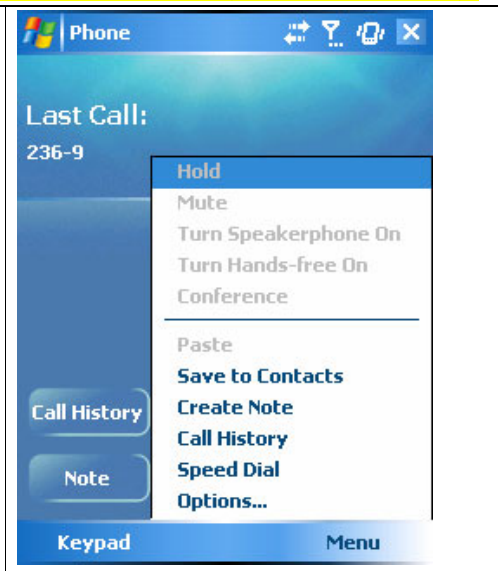 Phone
Last Call:
236-9
Hold
Mute
Turn Speakerphone On
Turn Hands-free On
Conference
Paste
Save to Contacts
Create Note
Call History
Speed Dial
Options...
Call History
Note
Keypad
Menu